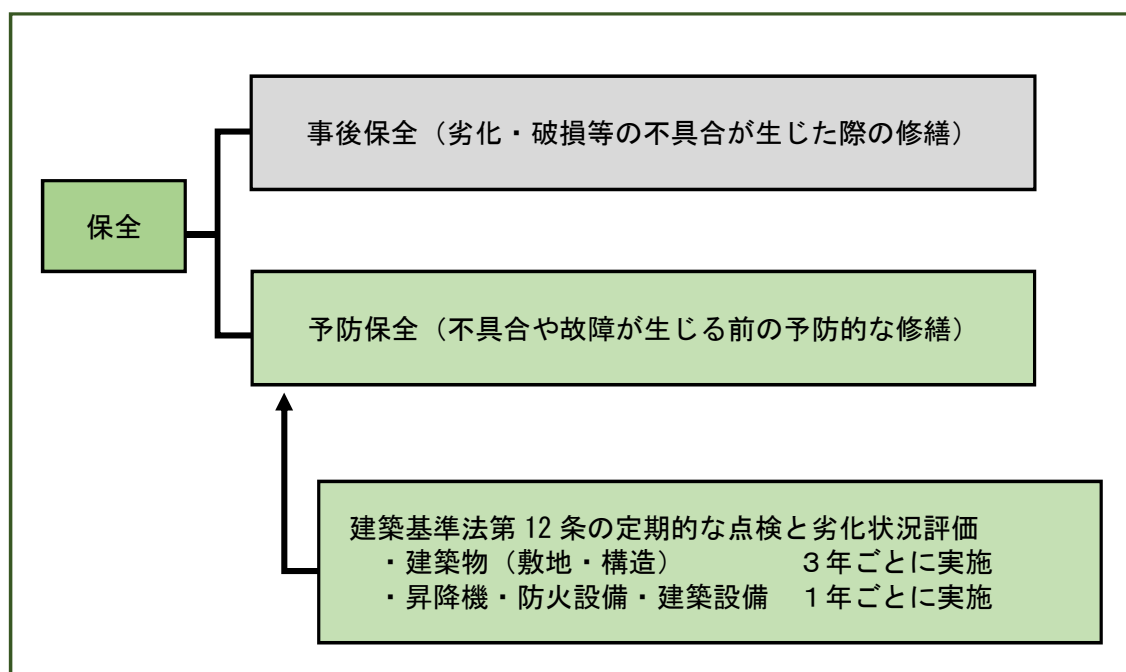 事後保全（劣化・破損等の不具合が生じた際の修繕）
保全
予防保全（不具合や故障が生じる前の予防的な修繕）
建築基準法第 12 条の定期的な点検と劣化状況評価
・建築物（敷地・構造）　　　　　３年ごとに実施
・昇降機・防火設備・建築設備　１年ごとに実施